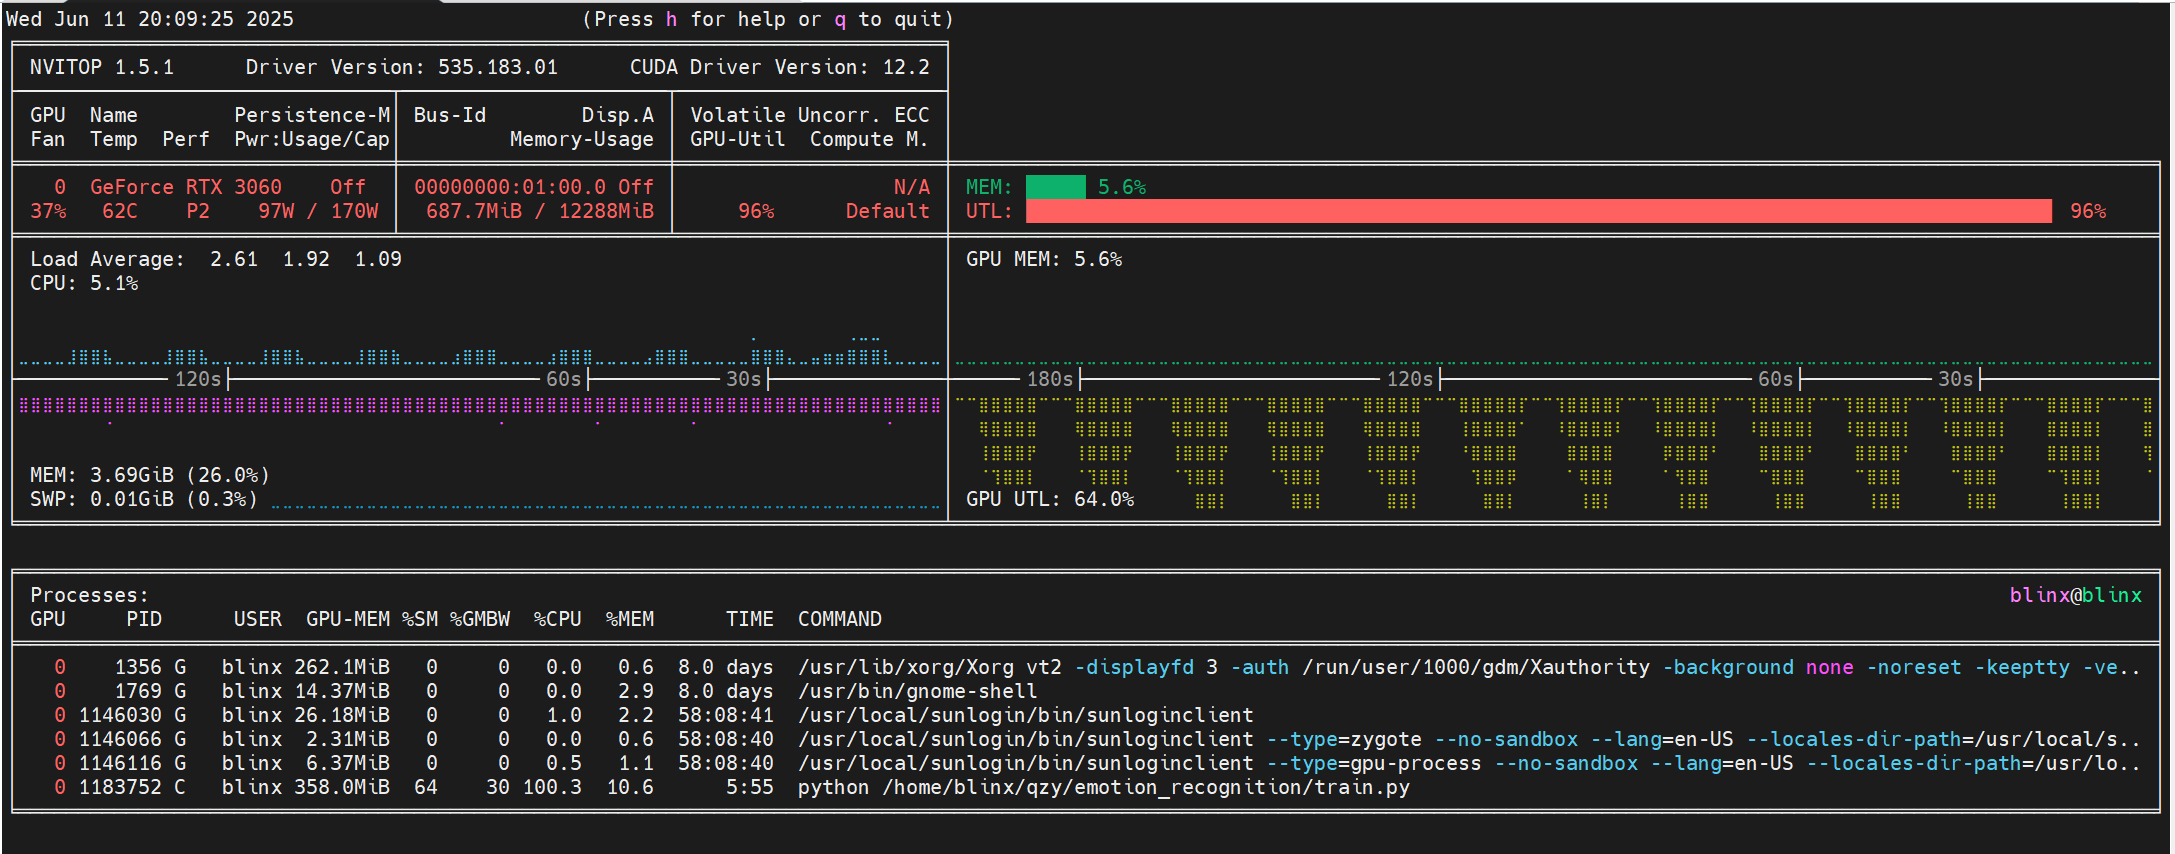 Wed Jun 11 20:09:25 2025 (Press h for help or q to quit)
NVITOP 1.5.1 Driver Version: 535.183.01 CUDA Driver Version: 12.2
GPU Name Persistence-M Bus-Id Disp.A Volatile Uncorr. ECC
Fan Temp Perf Pwr:Usage/Cap Memory-Usage GPU-Util Compute M.
0 GeForce RTX 3060 Off 00000000:01:00.0 Off N/A MEM: 5.6%
37% 62C P2 97W / 170W 687.7MiB / 12288MiB 96% Default UTL: 96%
Load Average: 2.61 1.92 1.09 GPU MEM: 5.6%
CPU: 5.1%
120s 60s 30s 180s 120s 60s 30s
MEM: 3.69GiB (26.0%)
SWP: 0.01GiB (0.3%) GPU UTL: 64.0%
Processes: blinx@blinx
GPU PID USER GPU-MEM %SM %GMBW %CPU %MEM TIME COMMAND
0 1356 G blinx 262.1MiB 0 0 0.0 0.6 8.0 days /usr/lib/xorg/Xorg vt2 -displayfd 3 -auth /run/user/1000/gdm/Xauthority -background none -noreset -keeptty -ve..
0 1769 G blinx 14.37MiB 0 0 0.0 2.9 8.0 days /usr/bin/gnome-shell
0 1146030 G blinx 26.18MiB 0 0 1.0 2.2 58:08:41 /usr/local/sunlogin/bin/sunloginclient
0 1146066 G blinx 2.31MiB 0 0 0.0 0.6 58:08:40 /usr/local/sunlogin/bin/sunloginclient --type=zygote --no-sandbox --lang=en-US --locales-dir-path=/usr/local/s..
0 1146116 G blinx 6.37MiB 0 0 0.5 1.1 58:08:40 /usr/local/sunlogin/bin/sunloginclient --type=gpu-process --no-sandbox --lang=en-US --locales-dir-path=/usr/lo..
0 1183752 C blinx 358.0MiB 64 30 100.3 10.6 5:55 python /home/blinx/qzy/emotion_recognition/train.py